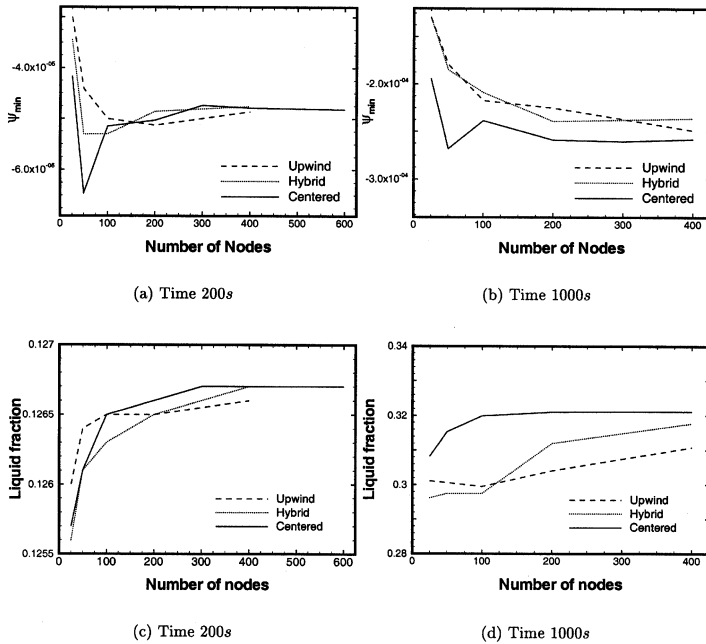 -4.0x10⁻⁰⁵
-6.0x10⁻⁰⁵
Ψmin
0 100 200 300 400 500 600
Number of Nodes
Upwind
Hybrid
Centered
(a) Time 200s
-2.0x10⁻⁰⁴
-3.0x10⁻⁰⁴
Ψmin
0 100 200 300 400
Number of Nodes
Upwind
Hybrid
Centered
(b) Time 1000s
0.127
0.1265
0.126
0.1255
Liquid fraction
0 100 200 300 400 500 600
Number of nodes
Upwind
Hybrid
Centered
(c) Time 200s
0.34
0.32
0.3
0.28
Liquid fraction
0 100 200 300 400
Number of nodes
Upwind
Hybrid
Centered
(d) Time 1000s